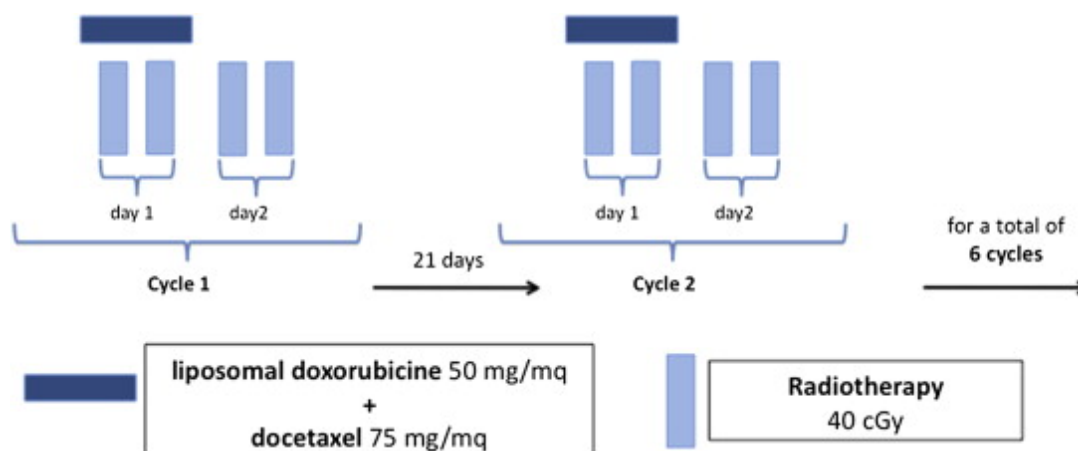 day 1
day2
day 1
day2
Cycle 1
21 days
Cycle 2
for a total of
6 cycles
liposomal doxorubicine 50 mg/mq
+
docetaxel 75 mg/mq
Radiotherapy
40 cGy